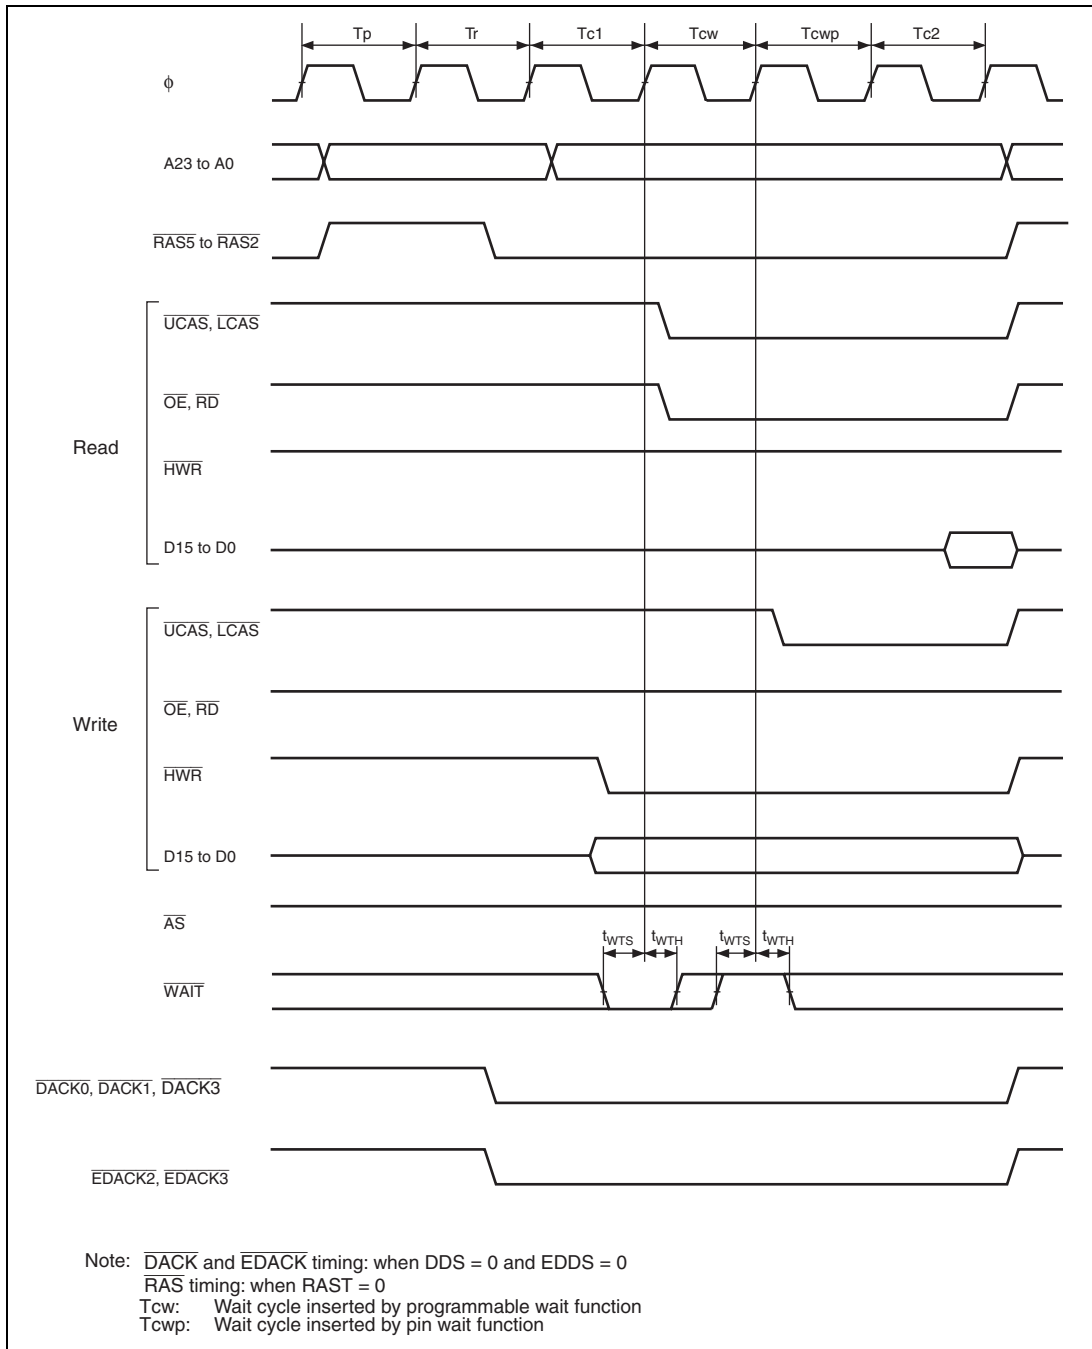 Tp Tr Tc1 Tcw Tcwp Tc2
ϕ
A23 to A0
RAS5 to RAS2
Read
UCAS, LCAS
OE, RD
HWR
D15 to D0
Write
UCAS, LCAS
OE, RD
HWR
D15 to D0
AS
tWTS tWTH tWTS tWTH
WAIT
DACK0, DACK1, DACK3
EDACK2, EDACK3
Note: DACK and EDACK timing: when DDS = 0 and EDDS = 0
RAS timing: when RAST = 0
Tcw: Wait cycle inserted by programmable wait function
Tcwp: Wait cycle inserted by pin wait function